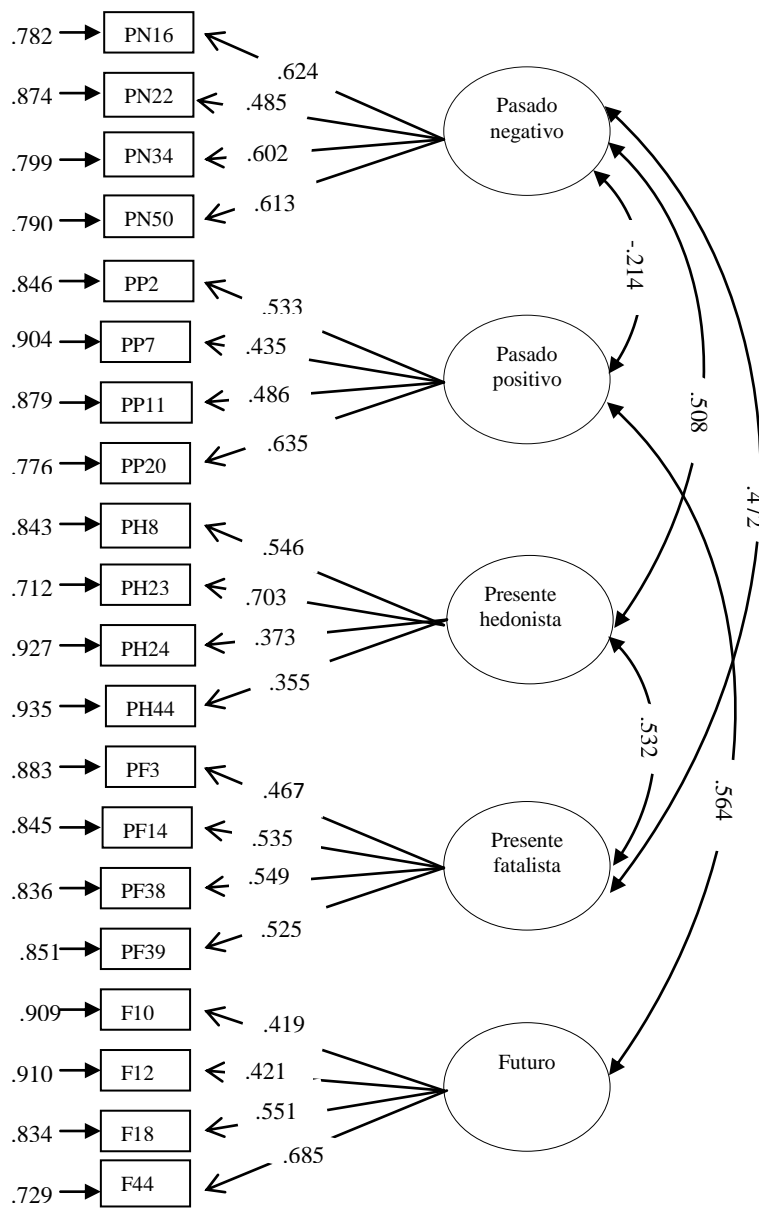 .782 PN16 .624
.874 PN22 .485
.799 PN34 .602
.790 PN50 .613
Pasado
negativo
-.214
.846 PP2 .533
.904 PP7 .435
.879 PP11 .486
.776 PP20 .635
Pasado
positivo
.508
.472
.843 PH8 .546
.712 PH23 .703
.927 PH24 .373
.935 PH44 .355
Presente
hedonista
.532
.564
.883 PF3 .467
.845 PF14 .535
.836 PF38 .549
.851 PF39 .525
Presente
fatalista
.909 F10 .419
.910 F12 .421
.834 F18 .551
.729 F44 .685
Futuro